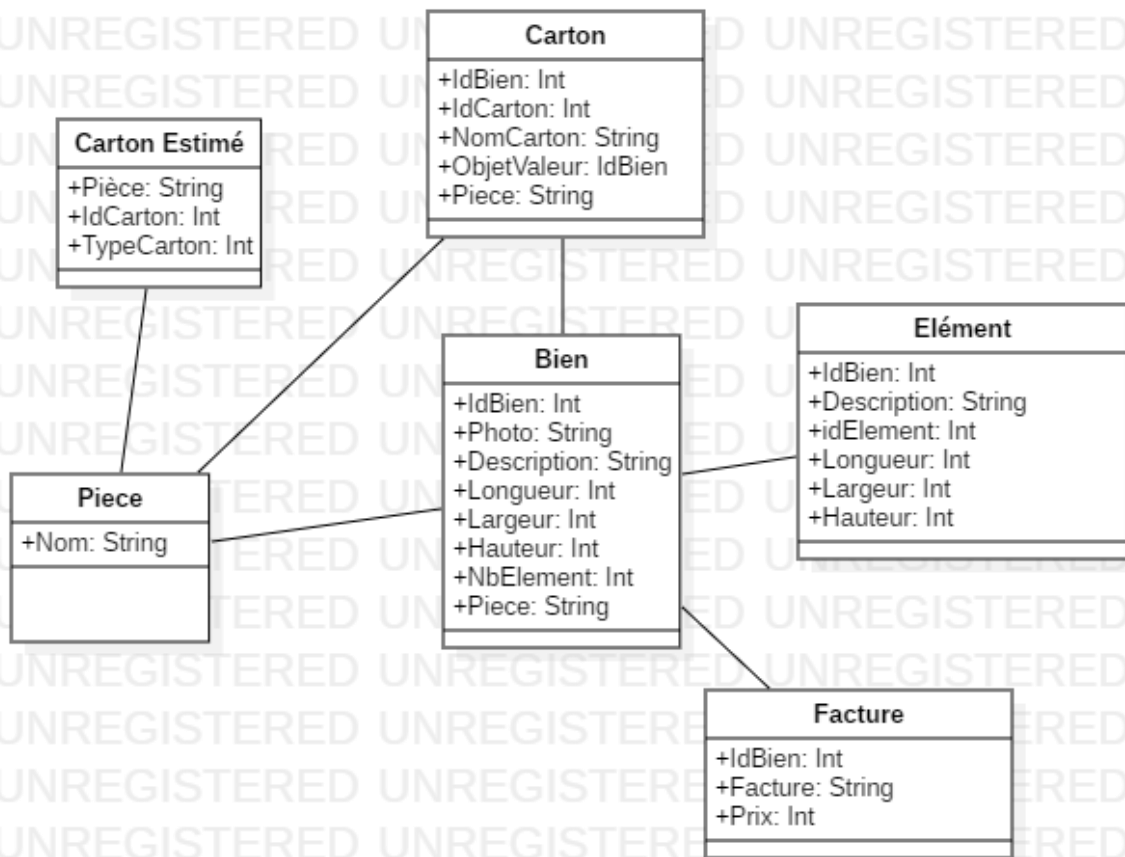 Carton
+IdBien: Int
+IdCarton: Int
+NomCarton: String
+ObjetValeur: IdBien
+Piece: String
Carton Estimé
+Pièce: String
+IdCarton: Int
+TypeCarton: Int
Bien
+IdBien: Int
+Photo: String
+Description: String
+Longueur: Int
+Largeur: Int
+Hauteur: Int
+NbElement: Int
+Piece: String
Elément
+IdBien: Int
+Description: String
+idElement: Int
+Longueur: Int
+Largeur: Int
+Hauteur: Int
Piece
+Nom: String
Facture
+IdBien: Int
+Facture: String
+Prix: Int
UNREGISTERED